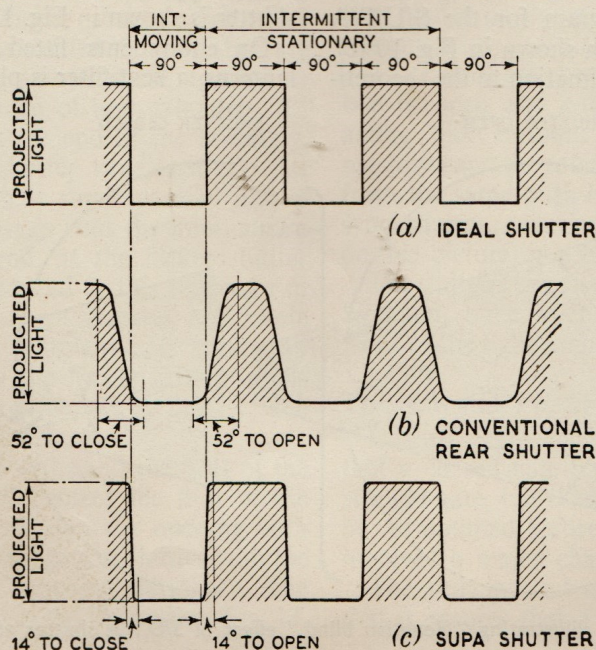 INT: INTERMITTENT
MOVING STATIONARY
90° 90° 90° 90° 90°
PROJECTED LIGHT
(a) IDEAL SHUTTER
PROJECTED LIGHT
52° TO CLOSE 52° TO OPEN
(b) CONVENTIONAL
REAR SHUTTER
PROJECTED LIGHT
14° TO CLOSE 14° TO OPEN
(c) SUPA SHUTTER